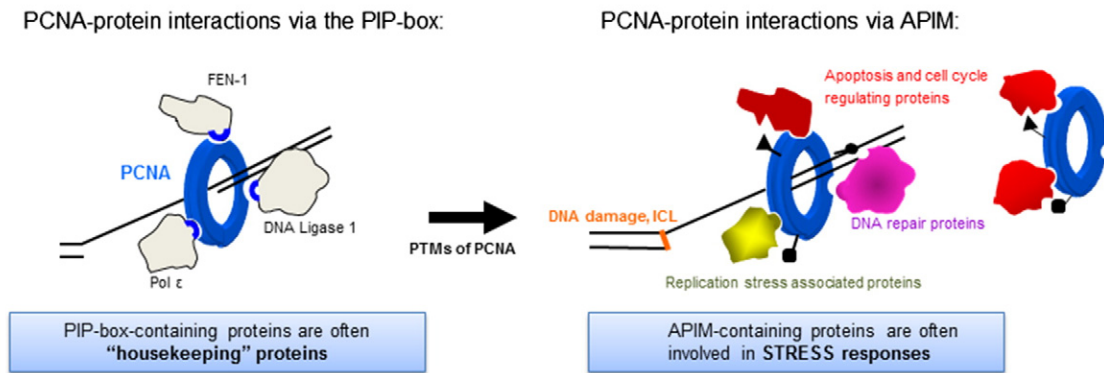 PCNA-protein interactions via the PIP-box:
FEN-1
PCNA
DNA Ligase 1
Pol ε
PIP-box-containing proteins are often
“housekeeping” proteins
PTMs of PCNA
PCNA-protein interactions via APIM:
Apoptosis and cell cycle
regulating proteins
DNA damage, ICL
DNA repair proteins
Replication stress associated proteins
APIM-containing proteins are often
involved in STRESS responses